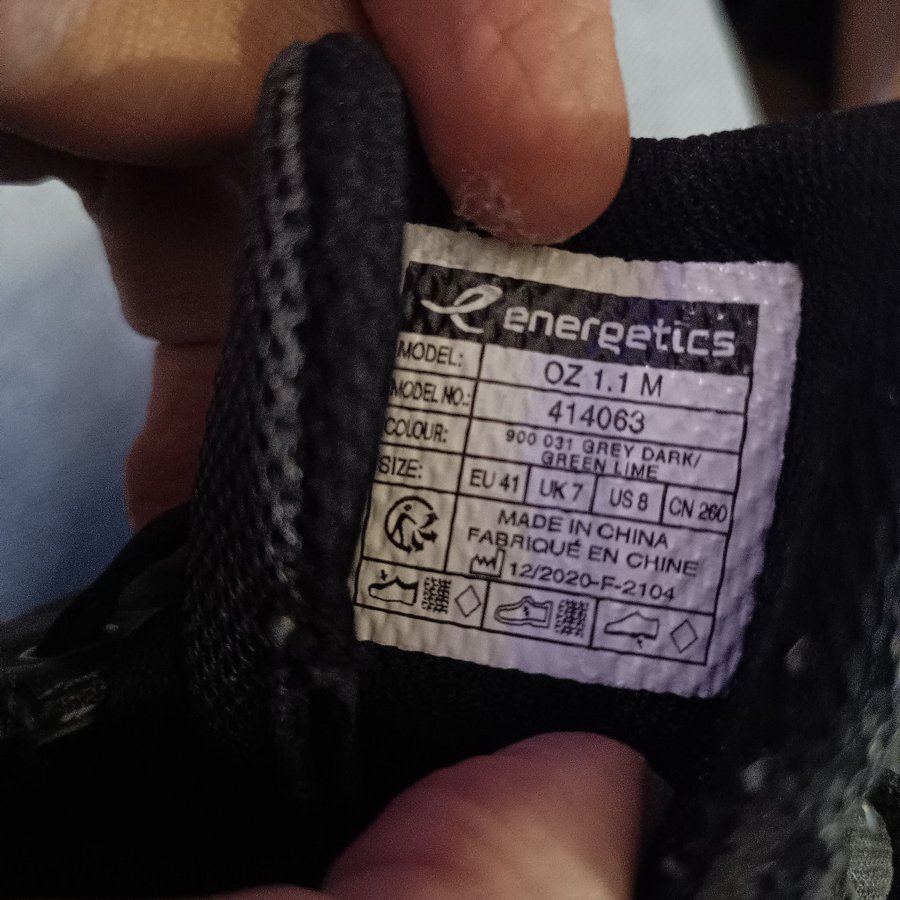 energetics
MODEL: OZ 1.1 M
MODEL NO.: 414063
COLOUR: 900 031 GREY DARK/
GREEN LIME
SIZE: EU 41 UK 7 US 8 CN 260
MADE IN CHINA
FABRIQUÉ EN CHINE
12/2020-F-2104